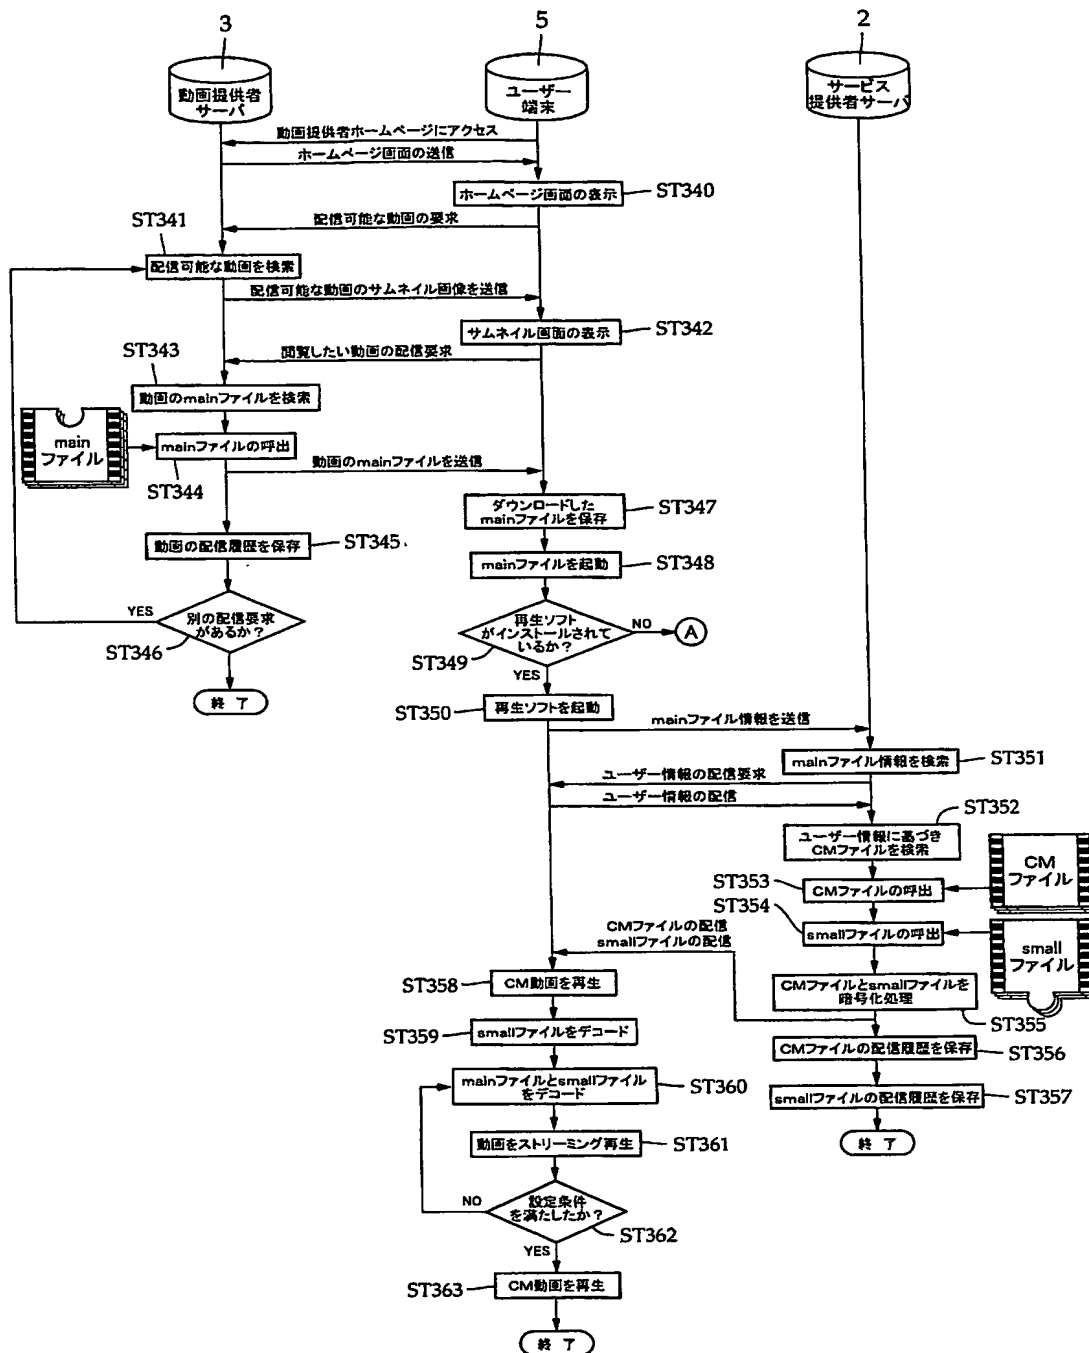 3
5
2
動画提供者
サーバ
ユーザー
端末
サービス
提供者サーバ
動画提供者ホームページにアクセス
ホームページ画面の送信
ホームページ画面の表示
ST340
配信可能な動画の要求
ST341
配信可能な動画を検索
配信可能な動画のサムネイル画像を送信
サムネイル画面の表示
ST342
閲覧したい動画の配信要求
ST343
動画のmainファイルを検索
main
ファイル
mainファイルの呼出
ST344
動画のmainファイルを送信
ダウンロードした
mainファイルを保存
ST347
動画の配信履歴を保存
ST345
mainファイルを起動
ST348
YES
別の配信要求
があるか?
ST346
終 了
再生ソフト
がインストールされて
いるか?
NO
A
ST349
YES
ST350
再生ソフトを起動
mainファイル情報を送信
mainファイル情報を検索
ST351
ユーザー情報の配信要求
ユーザー情報の配信
ST352
ユーザー情報に基づき
CMファイルを検索
CM
ファイル
ST353
CMファイルの呼出
ST354
smallファイルの呼出
small
ファイル
CMファイルの配信
smallファイルの配信
ST358
CM動画を再生
CMファイルとsmallファイルを
暗号化処理
ST355
ST359
smallファイルをデコード
CMファイルの配信履歴を保存
ST356
mainファイルとsmallファイル
をデコード
ST360
smallファイルの配信履歴を保存
ST357
終 了
動画をストリーミング再生
ST361
NO
設定条件
を満たしたか?
ST362
YES
ST363
CM動画を再生
終 了